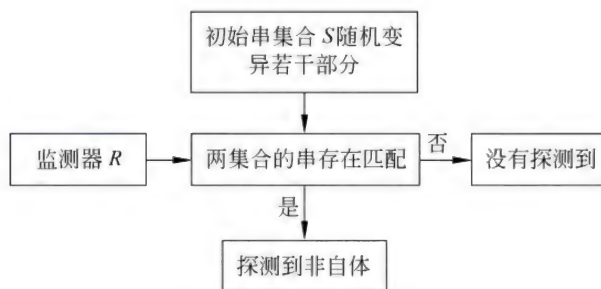 初始串集合 S随机变
异若干部分
监测器 R
两集合的串存在匹配
否
没有探测到
是
探测到非自体